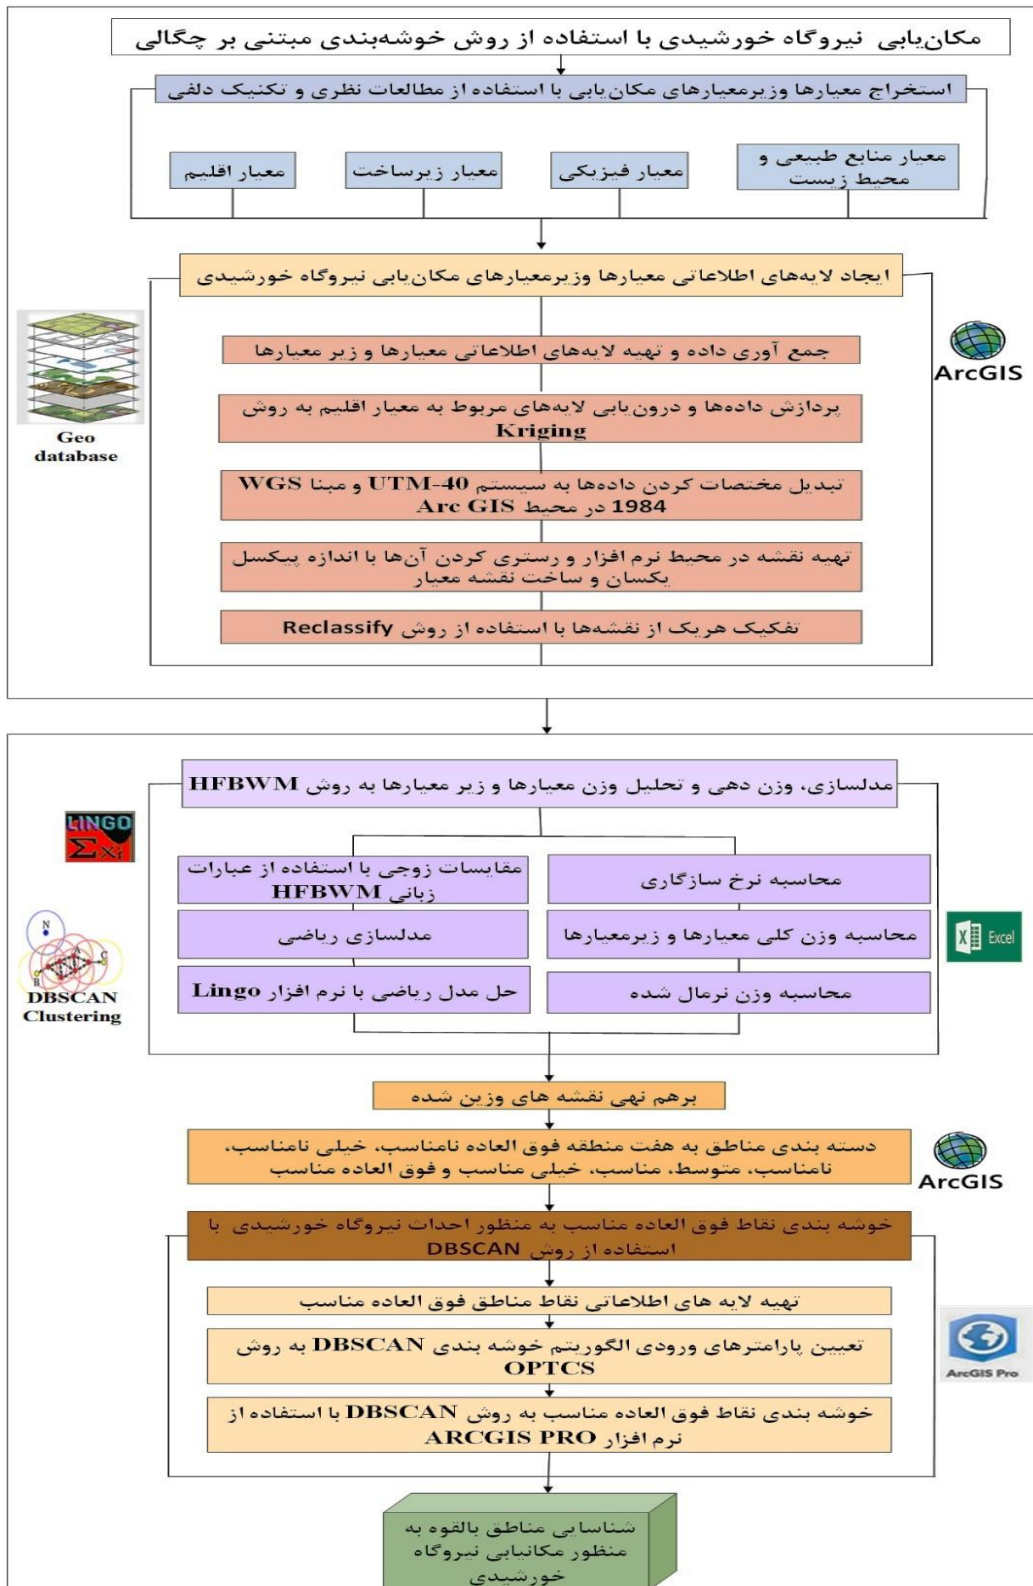 مکان‌یابی نیروگاه خورشیدی با استفاده از روش خوشه‌بندی مبتنی بر چگالی
استخراج معیارها وزیرمعیارهای مکان‌یابی با استفاده از مطالعات نظری و تکنیک دلفی
معیار منابع طبیعی و
محیط زیست
معیار فیزیکی
معیار زیرساخت
معیار اقلیم
ایجاد لایه‌های اطلاعاتی معیارها وزیرمعیارهای مکان‌یابی نیروگاه خورشیدی
ArcGIS
Geo
database
جمع آوری داده و تهیه لایه‌های اطلاعاتی معیارها و زیر معیارها
پردازش داده‌ها و درون‌یابی لایه‌های مربوط به معیار اقلیم به روش
Kriging
تبدیل مختصات کردن داده‌ها به سیستم UTM-40 و مبنا WGS
1984 در محیط Arc GIS
تهیه نقشه در محیط نرم افزار و رستری کردن آن‌ها با اندازه پیکسل
یکسان و ساخت نقشه معیار
تفکیک هریک از نقشه‌ها با استفاده از روش Reclassify
مدلسازی، وزن دهی و تحلیل وزن معیارها و زیر معیارها به روش HFBWM
LINGO
Σxi
محاسبه نرخ سازگاری
محاسبه وزن کلی معیارها و زیرمعیارها
محاسبه وزن نرمال شده
مقایسات زوجی با استفاده از عبارات
زبانی HFBWM
مدلسازی ریاضی
حل مدل ریاضی با نرم افزار Lingo
X Excel
N
A
B
C
DBSCAN
Clustering
برهم نهی نقشه های وزین شده
دسته بندی مناطق به هفت منطقه فوق العاده نامناسب، خیلی نامناسب،
نامناسب، متوسط، مناسب، خیلی مناسب و فوق العاده مناسب
ArcGIS
خوشه بندی نقاط فوق العاده مناسب به منظور احداث نیروگاه خورشیدی با
استفاده از روش DBSCAN
تهیه لایه های اطلاعاتی نقاط مناطق فوق العاده مناسب
تعیین پارامترهای ورودی الگوریتم خوشه بندی DBSCAN به روش
OPTCS
خوشه بندی نقاط فوق العاده مناسب به روش DBSCAN با استفاده از
نرم افزار ARCGIS PRO
ArcGIS Pro
شناسایی مناطق بالقوه به
منظور مکانیابی نیروگاه
خورشیدی